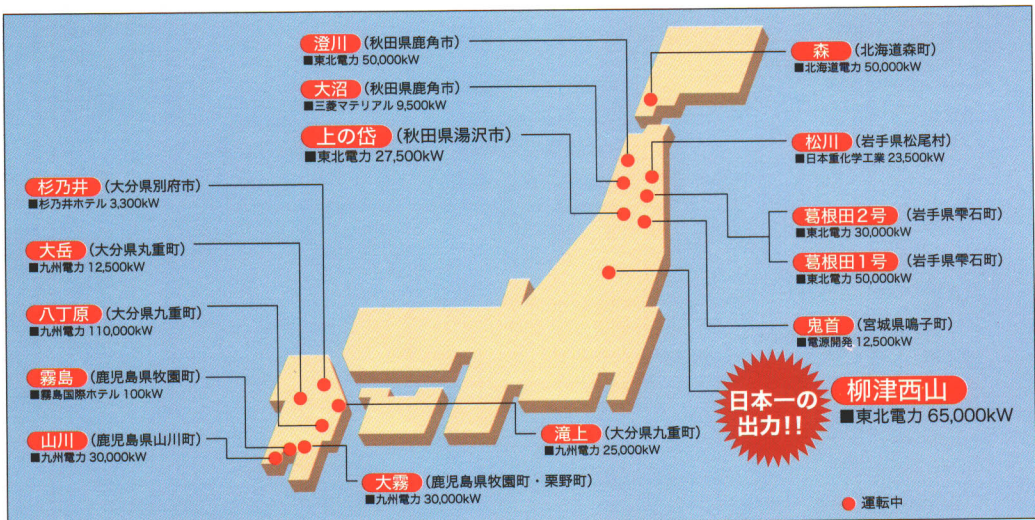 澄川 (秋田県鹿角市)
■東北電力 50,000kW
大沼 (秋田県鹿角市)
■三菱マテリアル 9,500kW
上の岱 (秋田県湯沢市)
■東北電力 27,500kW
杉乃井 (大分県別府市)
■杉乃井ホテル 3,300kW
大岳 (大分県丸重町)
■九州電力 12,500kW
八丁原 (大分県九重町)
■九州電力 110,000kW
霧島 (鹿児島県牧園町)
■霧島国際ホテル 100kW
山川 (鹿児島県山川町)
■九州電力 30,000kW
森 (北海道森町)
■北海道電力 50,000kW
松川 (岩手県松尾村)
■日本重化学工業 23,500kW
葛根田2号 (岩手県雫石町)
■東北電力 30,000kW
葛根田1号 (岩手県雫石町)
■東北電力 50,000kW
鬼首 (宮城県鳴子町)
■電源開発 12,500kW
日本一の
出力!!
柳津西山
■東北電力 65,000kW
滝上 (大分県九重町)
■九州電力 25,000kW
大霧 (鹿児島県牧園町・栗野町)
■九州電力 30,000kW
●運転中